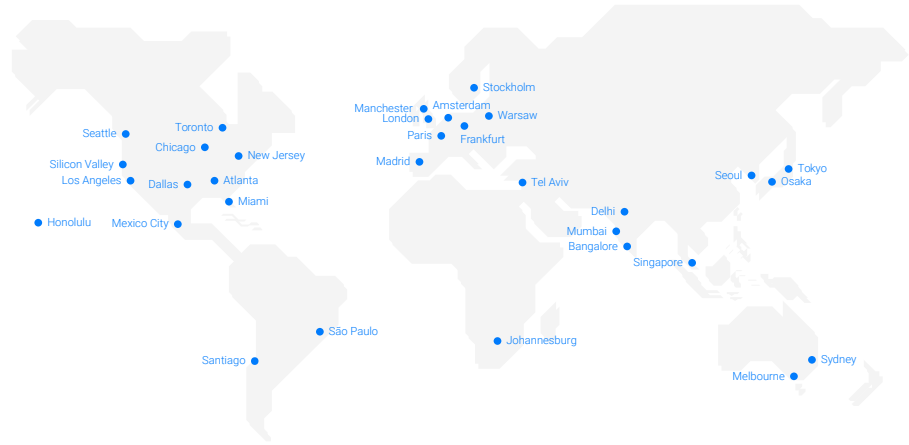 Stockholm
Manchester
Amsterdam
London
Warsaw
Paris
Frankfurt
Seattle
Toronto
Chicago
New Jersey
Silicon Valley
Madrid
Los Angeles
Dallas
Atlanta
Tel Aviv
Seoul
Tokyo
Osaka
Miami
Honolulu
Mexico City
Delhi
Mumbai
Bangalore
Singapore
São Paulo
Johannesburg
Santiago
Sydney
Melbourne